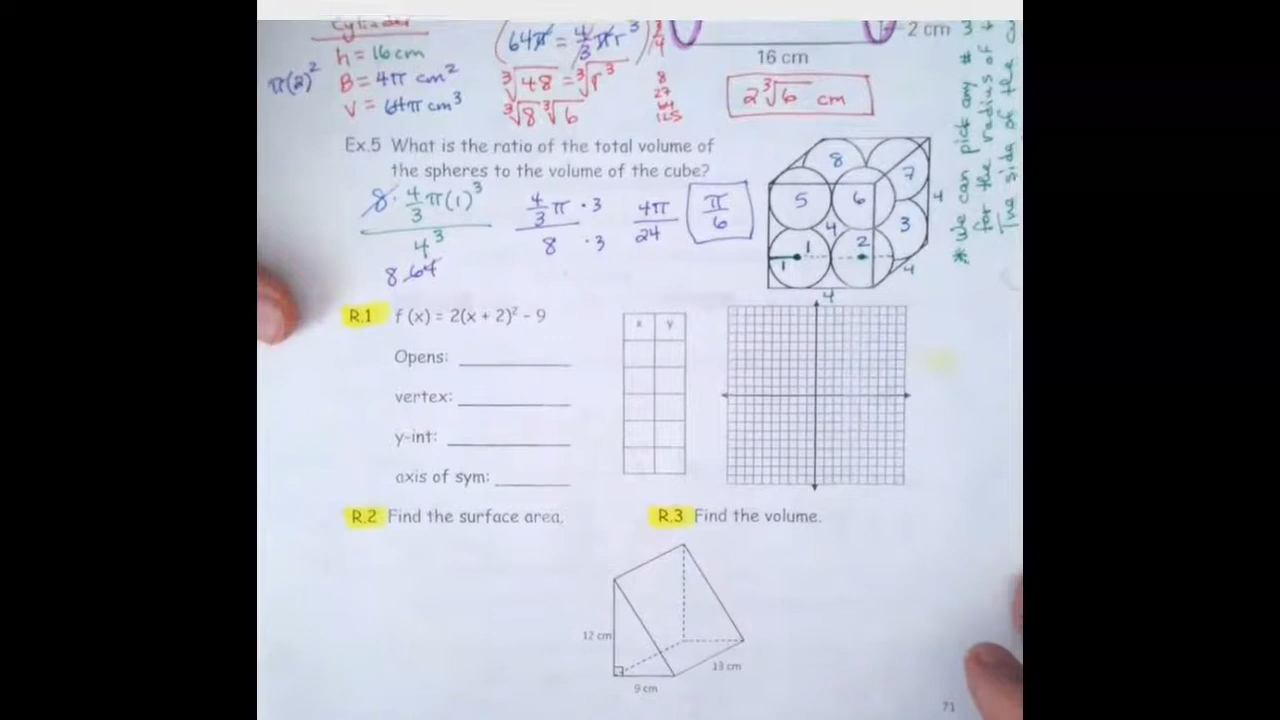 Cylinder
h = 16 cm
π(2)² B = 4π cm²
V = 64π cm³
(64π = 4/3 πr³) 3/4
∛48 = ∛r³
∛8 ∛6
8
27
64
125
2 cm
16 cm
2∛6 cm
* We can pick any #
for the radius of
The side of the
Ex.5 What is the ratio of the total volume of
the spheres to the volume of the cube?
8 · 4/3 π(1)³
4³
8 64
4/3 π · 3
8 · 3
4π
24
π
6
8
7
5 6
4
4
3
2
1
1
4
4
R.1 f (x) = 2(x + 2)² - 9
x y
Opens:
vertex:
y-int:
axis of sym:
R.2 Find the surface area.
R.3 Find the volume.
12 cm
13 cm
9 cm
71